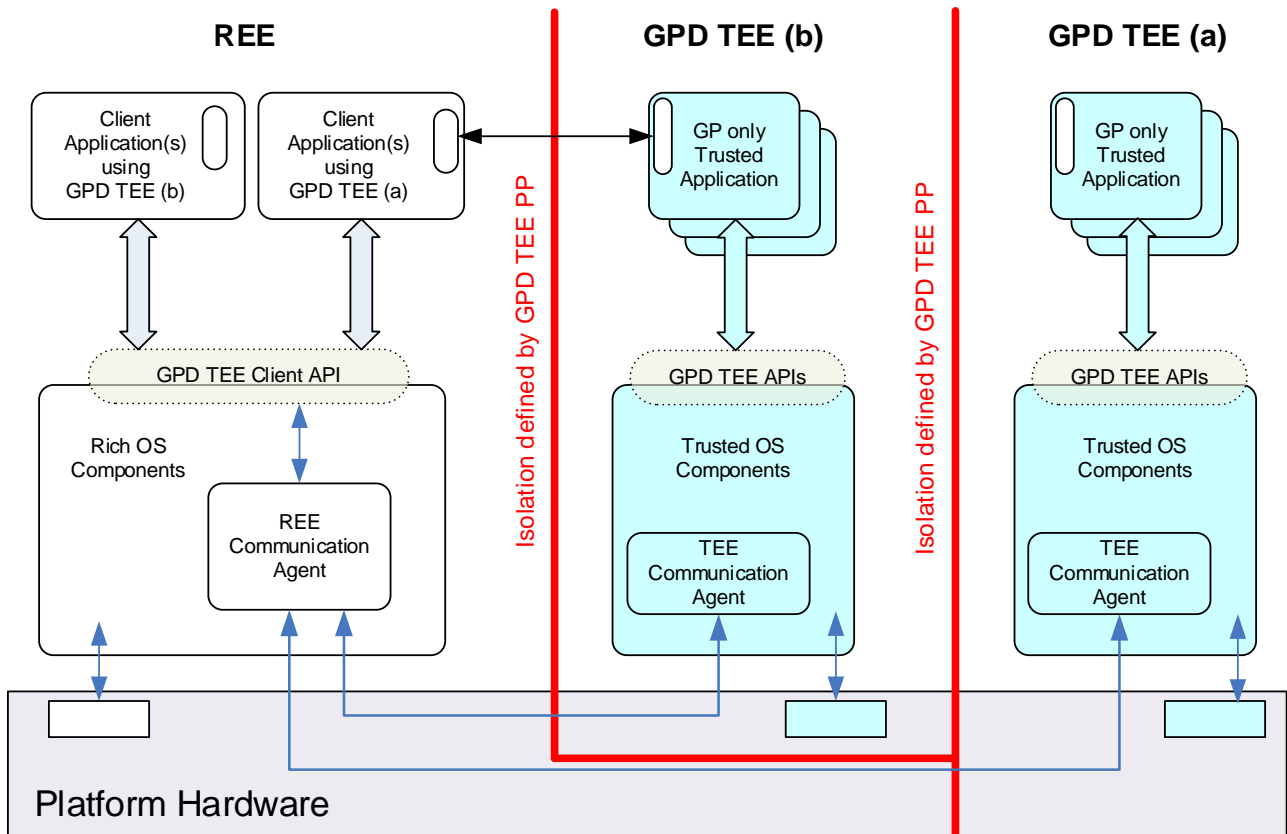 REE
GPD TEE (b)
GPD TEE (a)
Client
Application(s)
using
GPD TEE (b)
Client
Application(s)
using
GPD TEE (a)
GP only
Trusted
Application
GP only
Trusted
Application
Isolation defined by GPD TEE PP
Isolation defined by GPD TEE PP
GPD TEE Client API
GPD TEE APIs
GPD TEE APIs
Rich OS
Components
Trusted OS
Components
Trusted OS
Components
REE
Communication
Agent
TEE
Communication
Agent
TEE
Communication
Agent
Platform Hardware